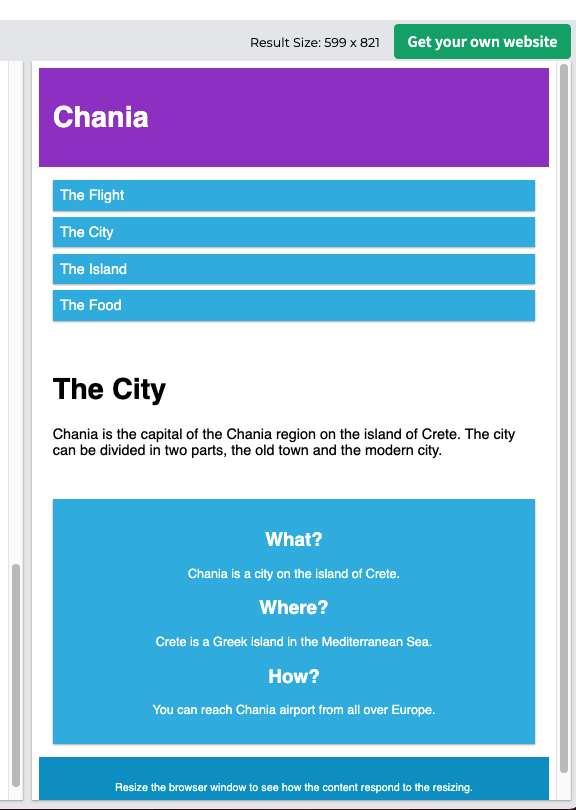 Result Size: 599 x 821
Get your own website
Chania
The Flight
The City
The Island
The Food
The City
Chania is the capital of the Chania region on the island of Crete. The city
can be divided in two parts, the old town and the modern city.
What?
Chania is a city on the island of Crete.
Where?
Crete is a Greek island in the Mediterranean Sea.
How?
You can reach Chania airport from all over Europe.
Resize the browser window to see how the content respond to the resizing.